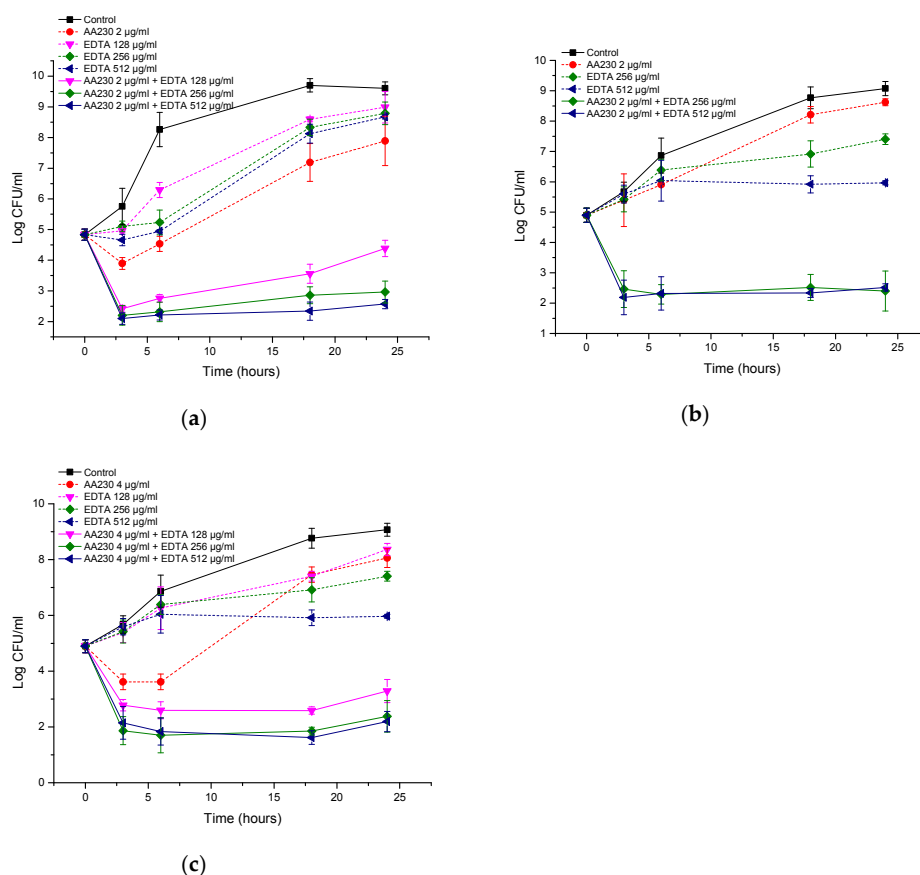 Control
AA230 2 µg/ml
EDTA 128 µg/ml
EDTA 256 µg/ml
EDTA 512 µg/ml
AA230 2 µg/ml + EDTA 128 µg/ml
AA230 2 µg/ml + EDTA 256 µg/ml
AA230 2 µg/ml + EDTA 512 µg/ml
10
9
8
7
6
5
4
3
2
Log CFU/ml
0 5 10 15 20 25
Time (hours)
(a)
Control
AA230 2 µg/ml
EDTA 256 µg/ml
EDTA 512 µg/ml
AA230 2 µg/ml + EDTA 256 µg/ml
AA230 2 µg/ml + EDTA 512 µg/ml
10
9
8
7
6
5
4
3
2
1
Log CFU/ml
0 5 10 15 20 25
Time (hours)
(b)
Control
AA230 4 µg/ml
EDTA 128 µg/ml
EDTA 256 µg/ml
EDTA 512 µg/ml
AA230 4 µg/ml + EDTA 128 µg/ml
AA230 4 µg/ml + EDTA 256 µg/ml
AA230 4 µg/ml + EDTA 512 µg/ml
10
8
6
4
2
0
Log CFU/ml
0 5 10 15 20 25
Time (hours)
(c)